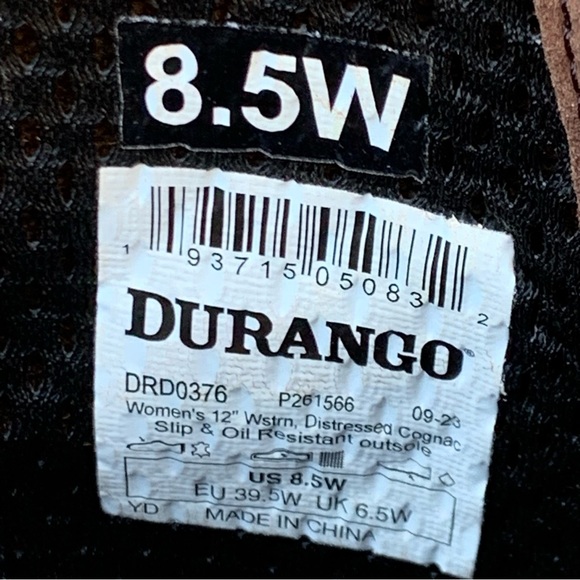 8.5W
1 93715 05083 2
DURANGO®
DRD0376 P261566 09-23
Women's 12" Wstrn, Distressed Cognac
Slip & Oil Resistant outsole
US 8.5W
EU 39.5W UK 6.5W
YD MADE IN CHINA